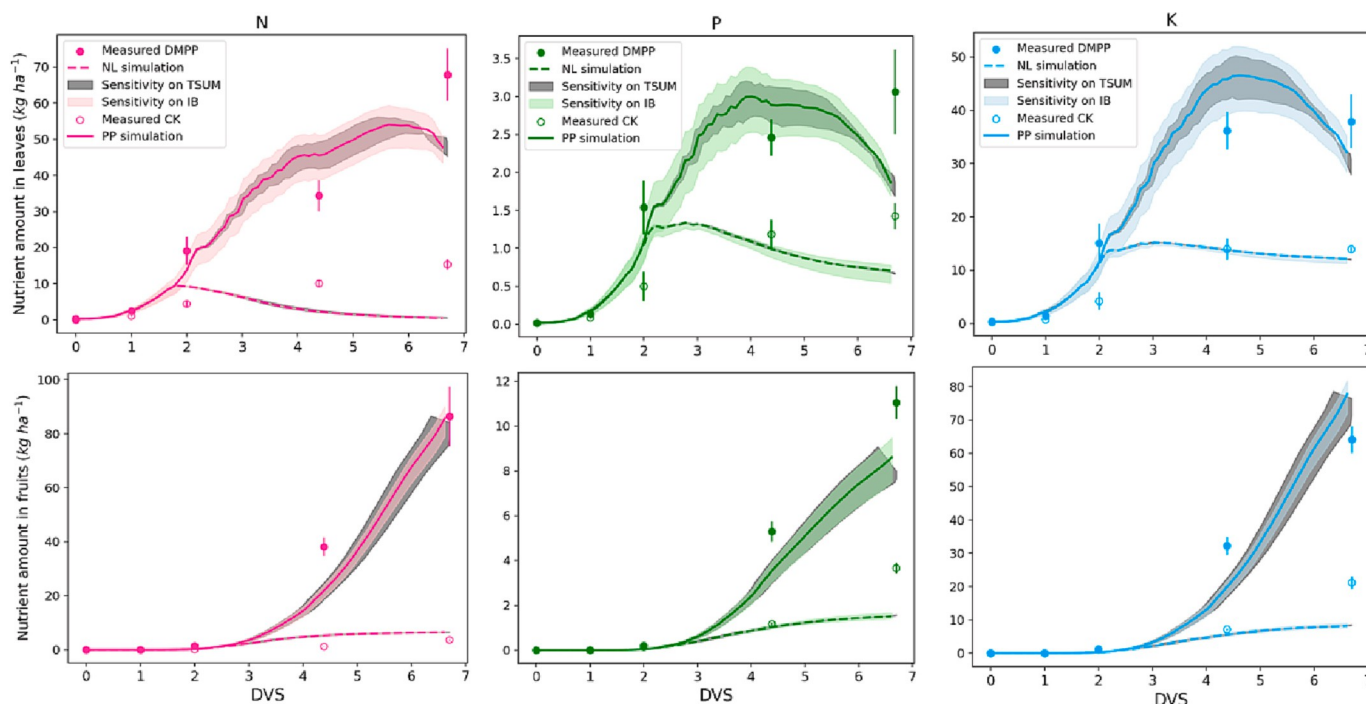 N
Nutrient amount in leaves (kg ha⁻¹)
70
60
50
40
30
20
10
0
Measured DMPP
NL simulation
Sensitivity on TSUM
Sensitivity on IB
Measured CK
PP simulation
0 1 2 3 4 5 6 7
P
3.5
3.0
2.5
2.0
1.5
1.0
0.5
0.0
Measured DMPP
NL simulation
Sensitivity on TSUM
Sensitivity on IB
Measured CK
PP simulation
0 1 2 3 4 5 6 7
K
50
40
30
20
10
0
Measured DMPP
NL simulation
Sensitivity on TSUM
Sensitivity on IB
Measured CK
PP simulation
0 1 2 3 4 5 6 7
Nutrient amount in fruits (kg ha⁻¹)
100
80
60
40
20
0
0 1 2 3 4 5 6 7
DVS
12
10
8
6
4
2
0
0 1 2 3 4 5 6 7
DVS
80
70
60
50
40
30
20
10
0
0 1 2 3 4 5 6
DVS